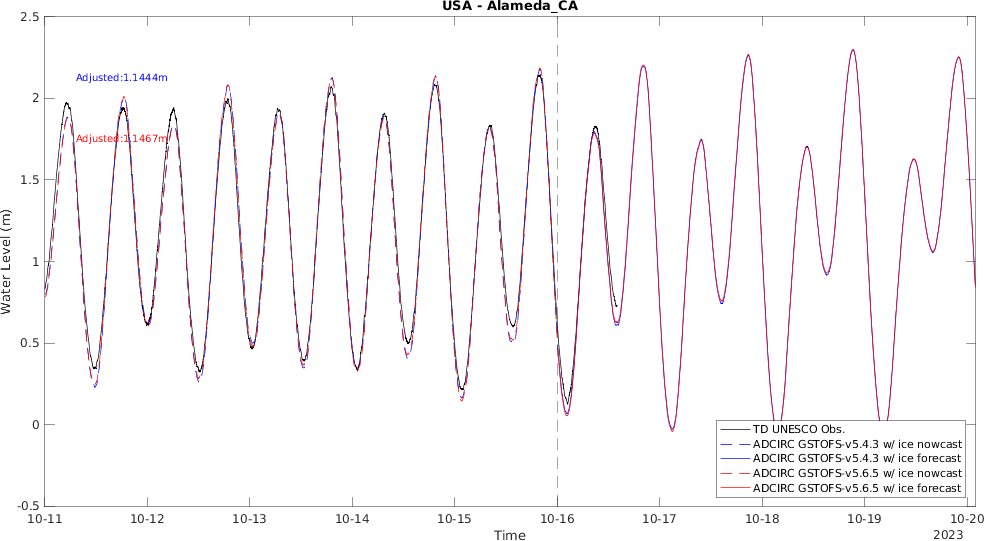 USA - Alameda_CA
2.5
2
1.5
1
0.5
0
-0.5
Water Level (m)
Adjusted:1.1444m
Adjusted:1.1467m
TD UNESCO Obs.
ADCIRC GSTOFS-v5.4.3 w/ ice nowcast
ADCIRC GSTOFS-v5.4.3 w/ ice forecast
ADCIRC GSTOFS-v5.6.5 w/ ice nowcast
ADCIRC GSTOFS-v5.6.5 w/ ice forecast
10-11 10-12 10-13 10-14 10-15 10-16 10-17 10-18 10-19 10-20
Time
2023